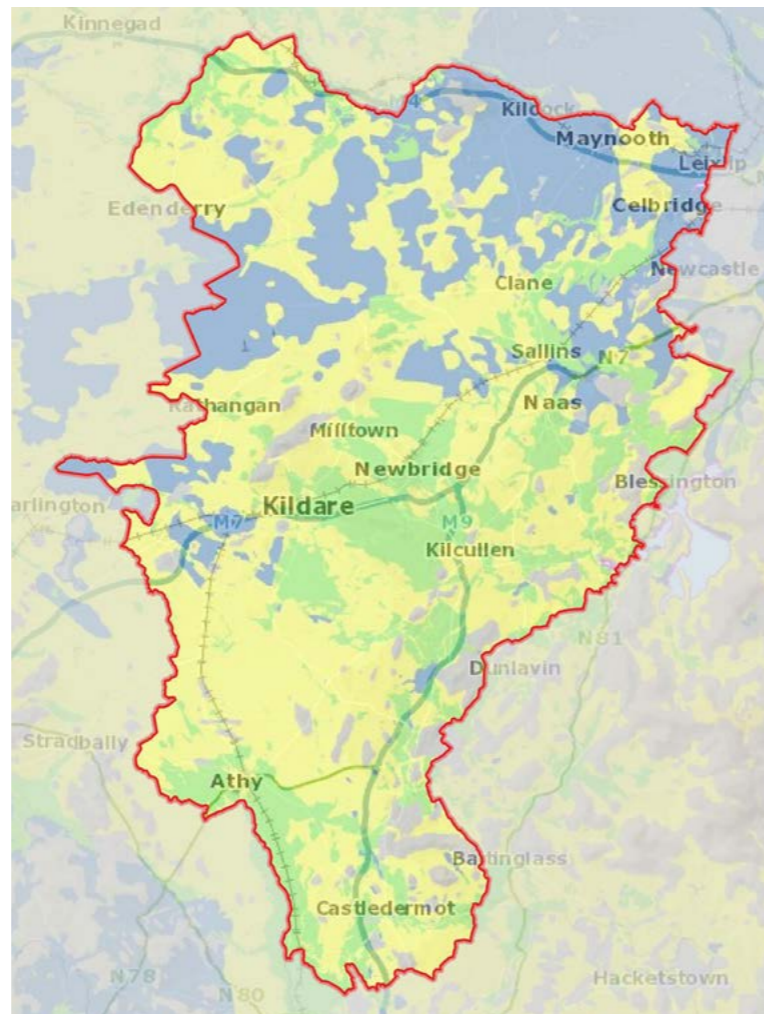 Kinnegad
M4
Kilcock
Maynooth
Leixlip
Edenderry
Celbridge
Newcastle
Clane
Sallins
N7
Rathangan
Naas
Milltown
Newbridge
Blessington
arlington
Kildare
M7
M9
Kilcullen
N81
Dunlavin
Stradbally
Athy
Baltinglass
Castledermot
N78
Hacketstown
N80